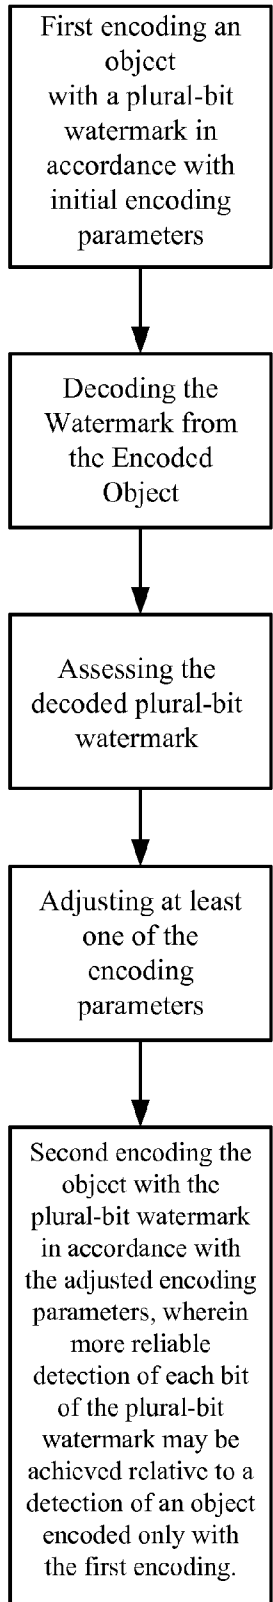 First encoding an
object
with a plural-bit
watermark in
accordance with
initial encoding
parameters
Decoding the
Watermark from
the Encoded
Object
Assessing the
decoded plural-bit
watermark
Adjusting at least
one of the
encoding
parameters
Second encoding the
object with the
plural-bit watermark
in accordance with
the adjusted encoding
parameters, wherein
more reliable
detection of each bit
of the plural-bit
watermark may be
achieved relative to a
detection of an object
encoded only with
the first encoding.